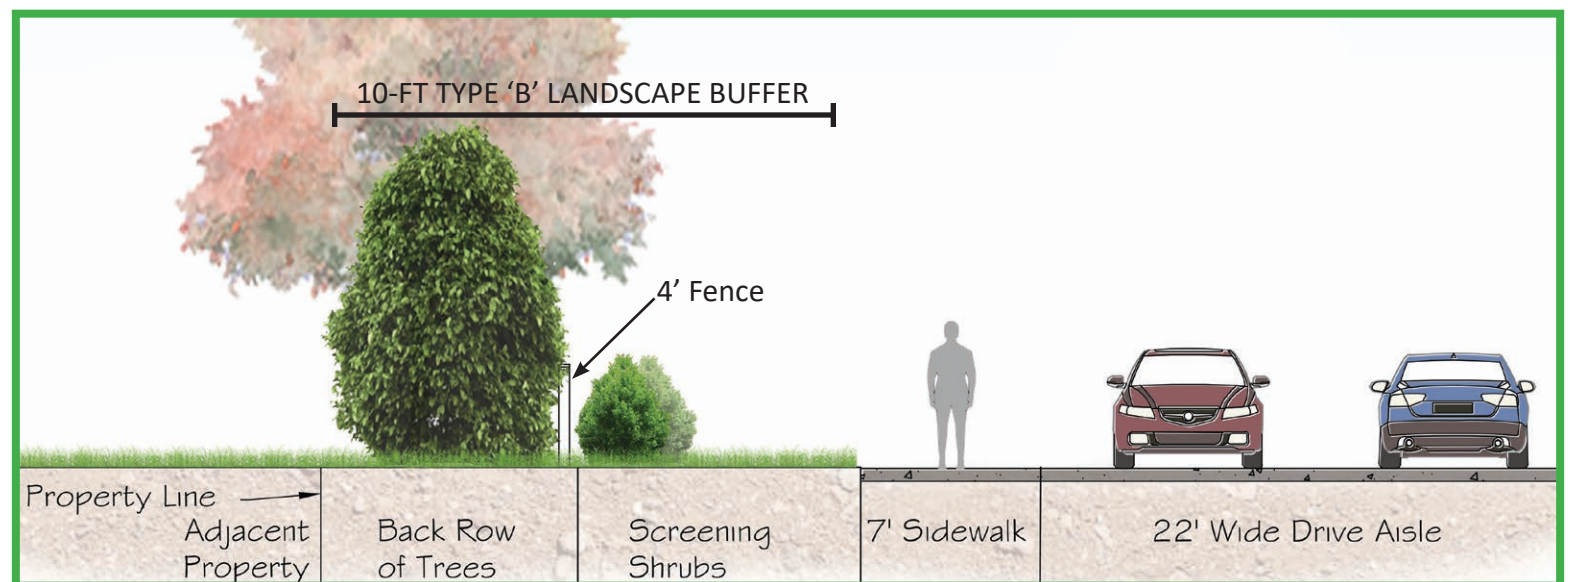 10-FT TYPE ‘B’ LANDSCAPE BUFFER
4’ Fence
Property Line
Adjacent
Property
Back Row
of Trees
Screening
Shrubs
7' Sidewalk
22' Wide Drive Aisle